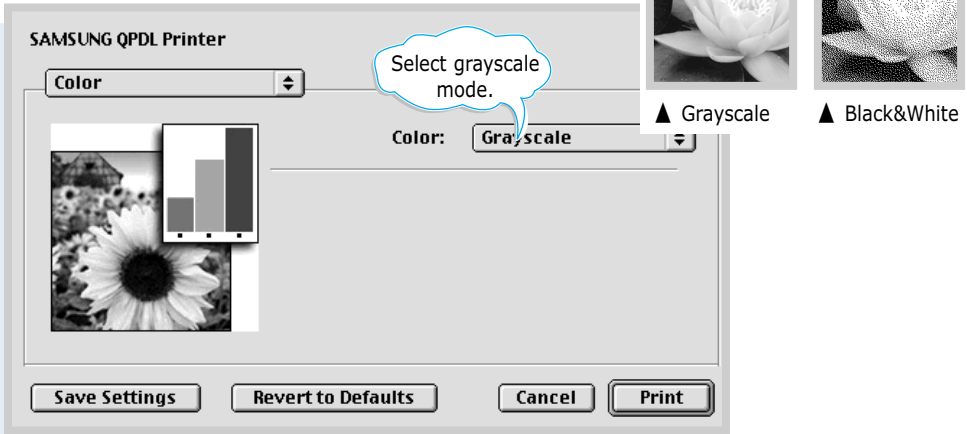 SAMSUNG QPDL Printer
Color
Select grayscale
mode.
▲ Grayscale
▲ Black&White
Color:
Grayscale
Save Settings
Revert to Defaults
Cancel
Print